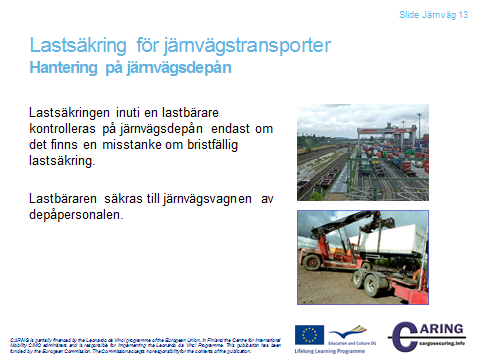 Slide Järnväg 13
Lastsäkring för järnvägstransporter
Hantering på järnvägsdepån
Lastsäkringen inuti en lastbärare
kontrolleras på järnvägsdepån endast om
det finns en misstanke om bristfällig
lastsäkring.
Lastbäraren säkras till järnvägsvagnen av
depåpersonalen.
CARING is partially financed by the Leonardo da Vinci programme of the European Union. In Finland the Centre for International
Mobility CIMO administers and is responsible for implementing the Leonardo da Vinci Programme. This publication has been
funded by the European Commission. The Commission accepts no responsibility for the contents of the publication.
Education and Culture DG
Lifelong Learning Programme
CARING
cargosecuring.info